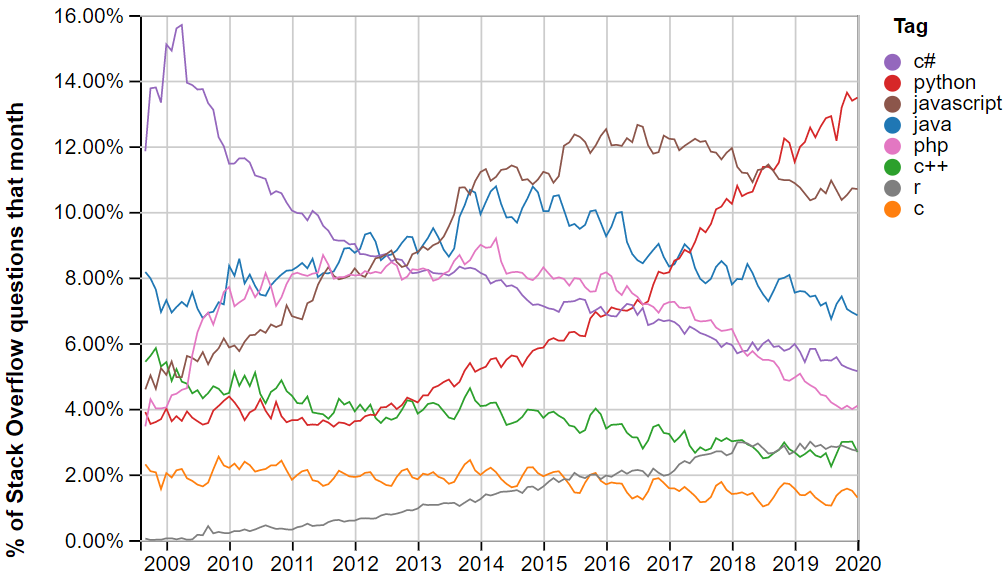 % of Stack Overflow questions that month
16.00%
14.00%
12.00%
10.00%
8.00%
6.00%
4.00%
2.00%
0.00%
2009 2010 2011 2012 2013 2014 2015 2016 2017 2018 2019 2020
Tag
c#
python
javascript
java
php
c++
r
c